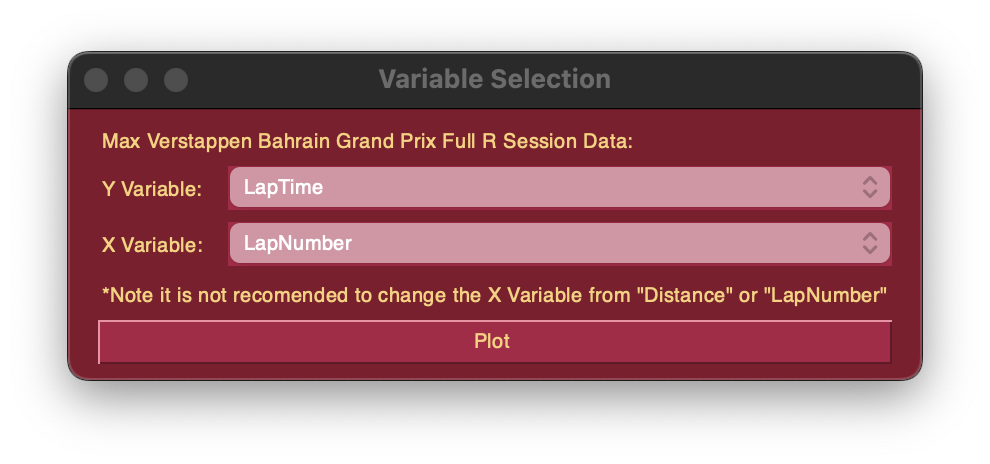 Variable Selection
Max Verstappen Bahrain Grand Prix Full R Session Data:
Y Variable: LapTime
X Variable: LapNumber
*Note it is not recomended to change the X Variable from "Distance" or "LapNumber"
Plot